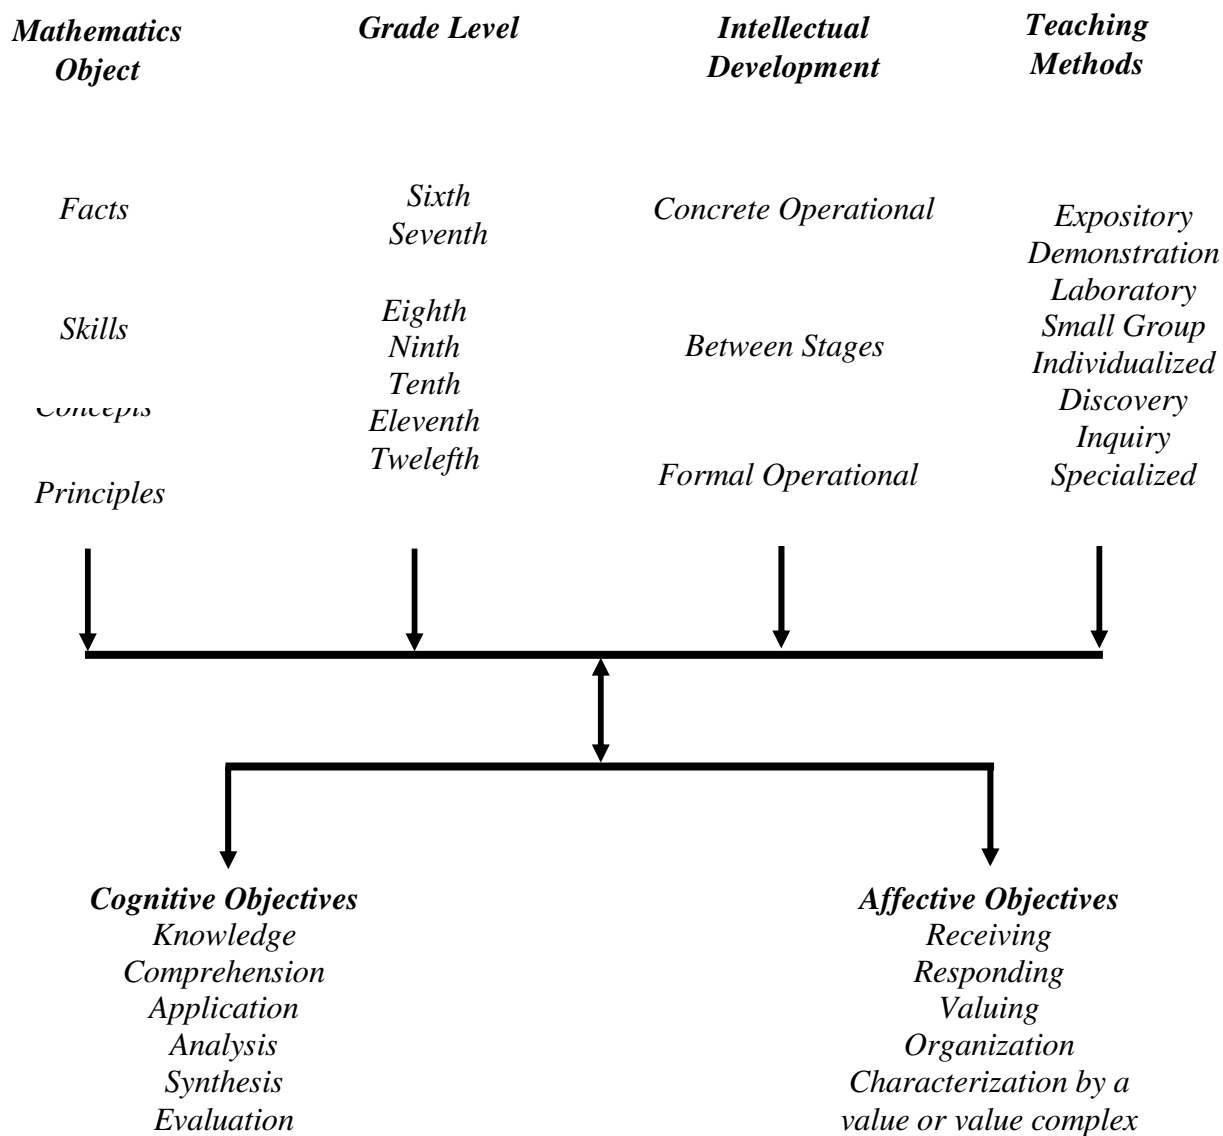 Mathematics
Object
Grade Level
Intellectual
Development
Teaching
Methods
Facts
Skills
Concepts
Principles
Sixth
Seventh
Eighth
Ninth
Tenth
Eleventh
Twelefth
Concrete Operational
Between Stages
Formal Operational
Expository
Demonstration
Laboratory
Small Group
Individualized
Discovery
Inquiry
Specialized
Cognitive Objectives
Knowledge
Comprehension
Application
Analysis
Synthesis
Evaluation
Affective Objectives
Receiving
Responding
Valuing
Organization
Characterization by a
value or value complex